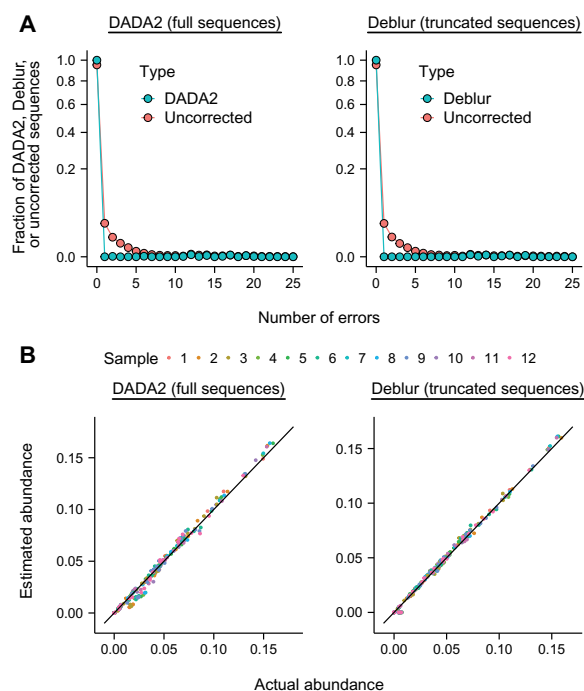 A
DADA2 (full sequences)
Deblur (truncated sequences)
Fraction of DADA2, Deblur,
or uncorrected sequences
1.0
0.8
0.6
0.4
0.2
0.0
Type
DADA2
Uncorrected
0 5 10 15 20 25
1.0
0.8
0.6
0.4
0.2
0.0
Type
Deblur
Uncorrected
0 5 10 15 20 25
Number of errors
B
Sample 1 2 3 4 5 6 7 8 9 10 11 12
DADA2 (full sequences)
Deblur (truncated sequences)
Estimated abundance
0.15
0.10
0.05
0.00
0.00 0.05 0.10 0.15
0.15
0.10
0.05
0.00
0.00 0.05 0.10 0.15
Actual abundance